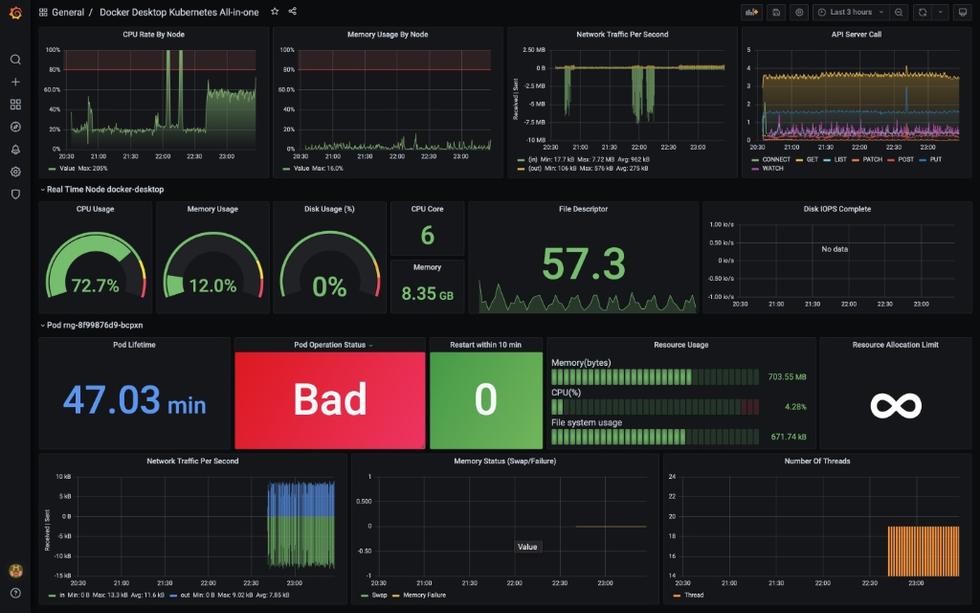 General / Docker Desktop Kubernetes All-in-one
Last 3 hours
CPU Rate By Node
100%
80%
60.0%
40%
20%
0%
20:30 21:00 21:30 22:00 22:30 23:00
Value Max: 205%
Memory Usage By Node
100%
80%
60.0%
40%
20%
0%
20:30 21:00 21:30 22:00 22:30 23:00
Value Max: 16.0%
Network Traffic Per Second
Received | Sent
2.50 MB
0 B
-2.5 MB
-5 MB
-7.5 MB
-10 MB
20:30 21:00 21:30 22:00 22:30 23:00
(in) Min: 17.7 kB Max: 7.72 MB Avg: 962 kB
(out) Min: 106 kB Max: 576 kB Avg: 275 kB
API Server Call
5
4
3
2
1
0
20:30 21:00 21:30 22:00 22:30 23:00
CONNECT GET LIST PATCH POST PUT
WATCH
Real Time Node docker-desktop
CPU Usage
72.7%
Memory Usage
12.0%
Disk Usage (%)
0%
CPU Core
6
Memory
8.35 GB
File Descriptor
57.3
Disk IOPS Complete
1.00 io/s
0.50 io/s
0 io/s
-0.50 io/s
-1.00 io/s
No data
20:30 21:00 21:30 22:00 22:30 23:00
Pod rng-8f99876d9-bcpxn
Pod Lifetime
47.03 min
Pod Operation Status
Bad
Restart within 10 min
0
Resource Usage
Memory(bytes)
703.55 MB
CPU(%)
4.28%
File system usage
671.74 kB
Resource Allocation Limit
∞
Network Traffic Per Second
Received | Sent
10 kB
5 kB
0 B
-5 kB
-10 kB
-15 kB
20:30 21:00 21:30 22:00 22:30 23:00
in Min: 0 B Max: 13.3 kB Avg: 11.6 kB out Min: 0 B Max: 9.02 kB Avg: 7.85 kB
Memory Status (Swap/Failure)
1
0.500
0
-0.50
-1
Value
20:30 21:00 21:30 22:00 22:30 23:00
Swap Memory Failure
Number Of Threads
24
22
20
18
16
14
20:30 21:00 21:30 22:00 22:30 23:00
Thread